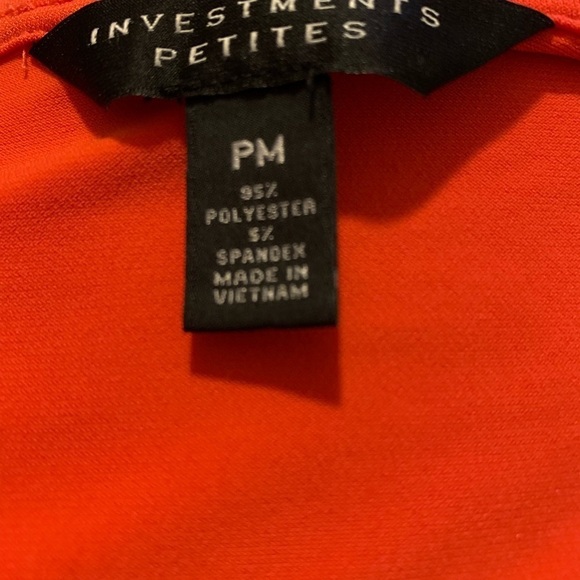 INVESTMENTS
PETITES
PM
95%
POLYESTER
5%
SPANDEX
MADE IN
VIETNAM